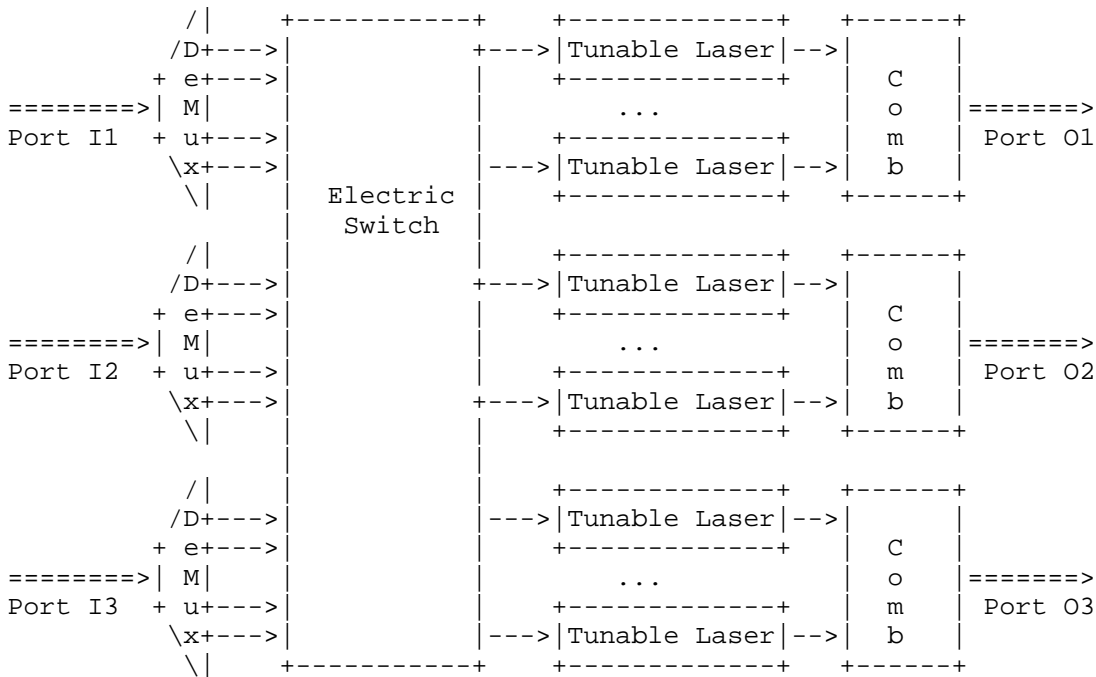 /|    +-----------+    +-------------+   +------+
          /D+--->|           +--->|Tunable Laser|-->|      |
         + e+--->|           |    +-------------+   |  C   |
========>| M|    |           |        ...           |  o   |=======>
Port I1  + u+--->|           |    +-------------+   |  m   | Port O1
          \x+--->|           |--->|Tunable Laser|-->|  b   |
           \|    |  Electric |    +-------------+   +------+
                 |   Switch  |
           /|    |           |    +-------------+   +------+
          /D+--->|           +--->|Tunable Laser|-->|      |
         + e+--->|           |    +-------------+   |  C   |
========>| M|    |           |        ...           |  o   |=======>
Port I2  + u+--->|           |    +-------------+   |  m   | Port O2
          \x+--->|           +--->|Tunable Laser|-->|  b   |
           \|    |           |    +-------------+   +------+
                 |           |
           /|    |           |    +-------------+   +------+
          /D+--->|           |--->|Tunable Laser|-->|      |
         + e+--->|           |    +-------------+   |  C   |
========>| M|    |           |        ...           |  o   |=======>
Port I3  + u+--->|           |    +-------------+   |  m   | Port O3
          \x+--->|           |--->|Tunable Laser|-->|  b   |
           \|    +-----------+    +-------------+   +------+